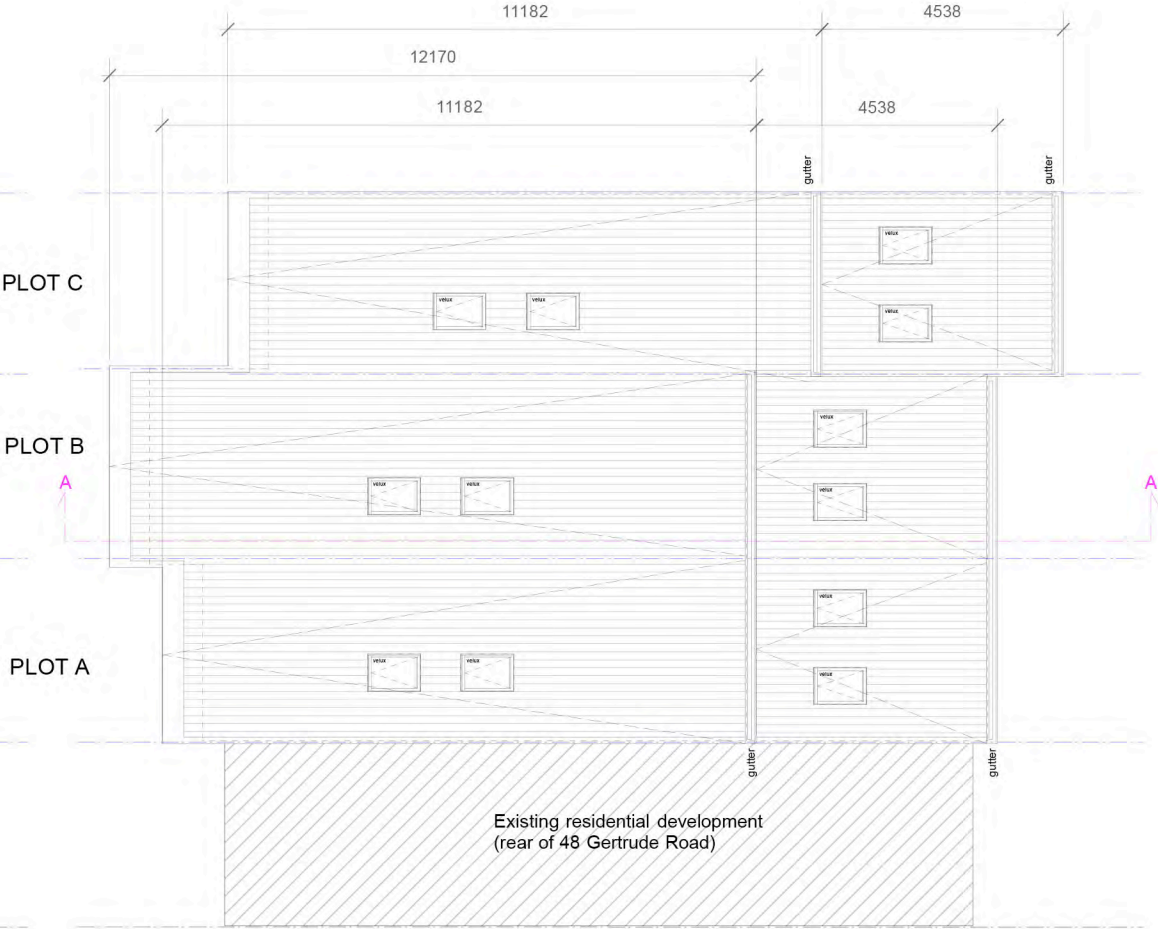 11182
4538
12170
11182
4538
gutter
gutter
PLOT C
velux
velux
velux
velux
PLOT B
velux
velux
velux
velux
A
A
PLOT A
velux
velux
velux
velux
gutter
gutter
Existing residential development
(rear of 48 Gertrude Road)